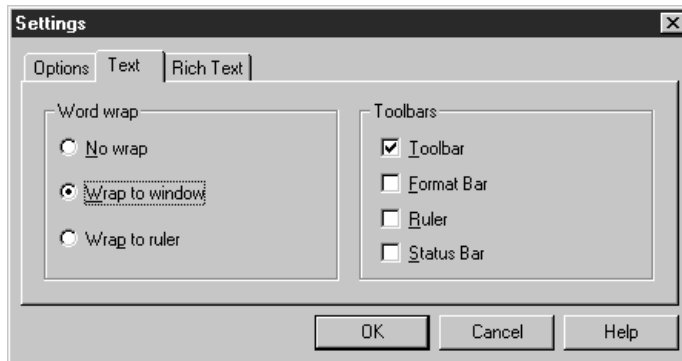 Settings
Options Text Rich Text
Word wrap
No wrap
Wrap to window
Wrap to ruler
Toolbars
Toolbar
Format Bar
Ruler
Status Bar
OK Cancel Help